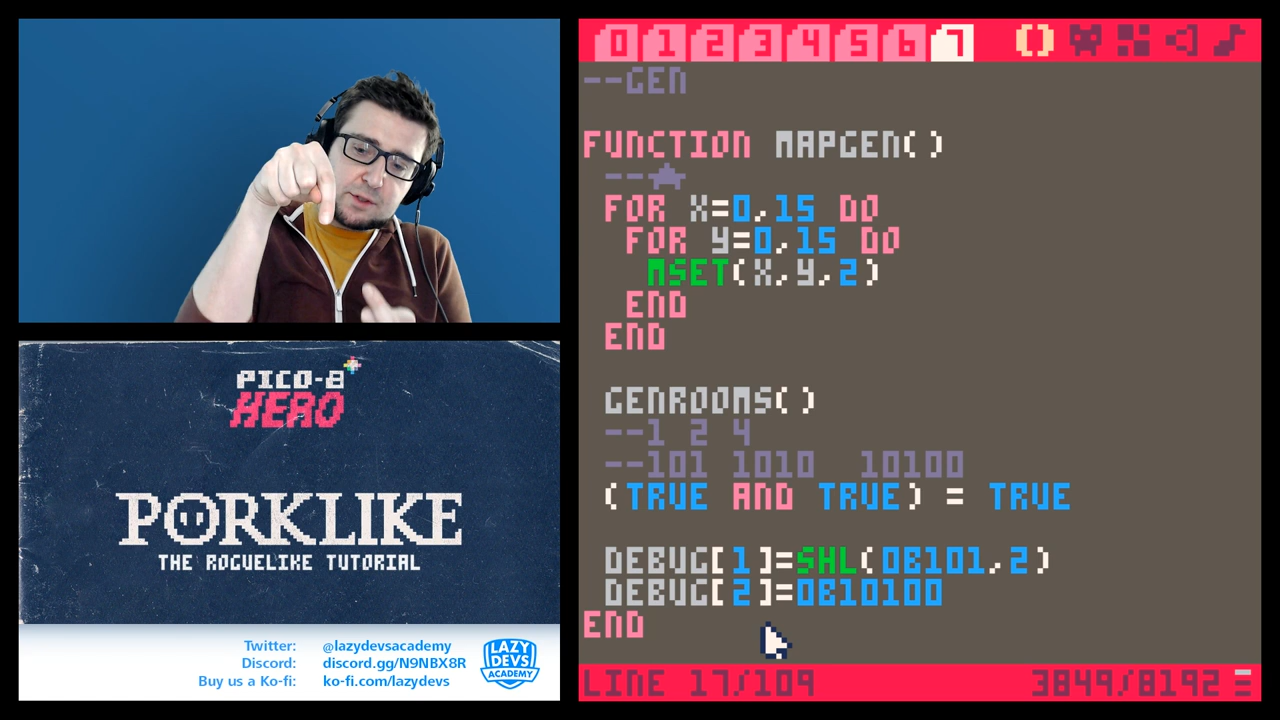 PICO-8
HERO
PORKLIKE
THE ROGUELIKE TUTORIAL
Twitter: @lazydevsacademy
Discord: discord.gg/N9NBX8R
Buy us a Ko-fi: ko-fi.com/lazydevs
LAZY
DEVS
ACADEMY
0 1 2 3 4 5 6 7 ()
--GEN
FUNCTION MAPGEN()
--
FOR X=0,15 DO
FOR Y=0,15 DO
MSET(X,Y,2)
END
END
GENROOMS()
--1 2 4
--101 1010 10100
(TRUE AND TRUE) = TRUE
DEBUG[1]=SHL(0B101,2)
DEBUG[2]=0B10100
END
LINE 17/109 3849/8192